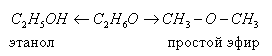 C₂H₅OH ← C₂H₆O → CH₃ – O – CH₃
этанол простой эфир